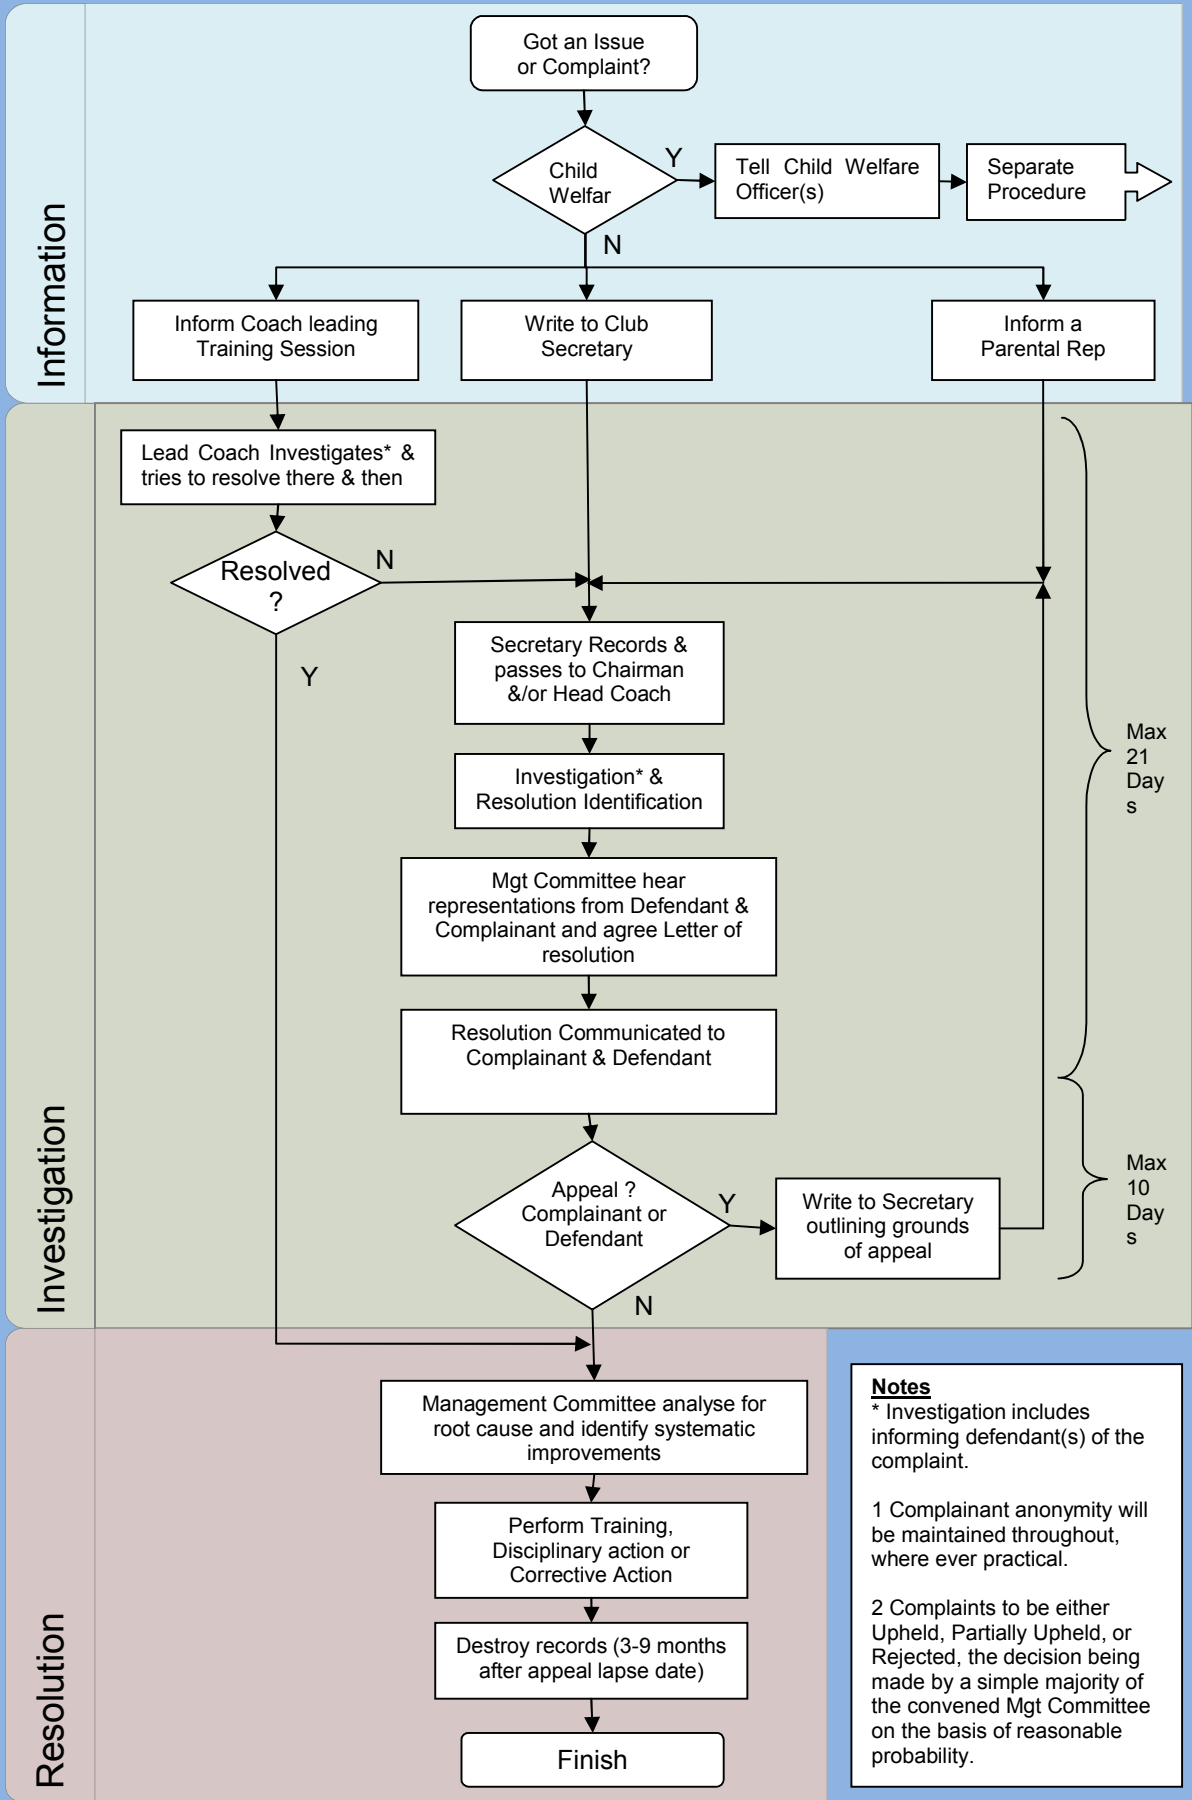 Got an Issue
or Complaint?
Child
Welfar
Y
Tell Child Welfare
Officer(s)
Separate
Procedure
N
Information
Inform Coach leading
Training Session
Write to Club
Secretary
Inform a
Parental Rep
Lead Coach Investigates* &
tries to resolve there & then
Resolved
?
N
Y
Secretary Records &
passes to Chairman
&/or Head Coach
Investigation* &
Resolution Identification
Max
21
Day
s
Mgt Committee hear
representations from Defendant &
Complainant and agree Letter of
resolution
Resolution Communicated to
Complainant & Defendant
Investigation
Appeal ?
Complainant or
Defendant
Y
Write to Secretary
outlining grounds
of appeal
Max
10
Day
s
N
Management Committee analyse for
root cause and identify systematic
improvements
Perform Training,
Disciplinary action or
Corrective Action
Destroy records (3-9 months
after appeal lapse date)
Finish
Resolution
Notes
* Investigation includes
informing defendant(s) of the
complaint.
1 Complainant anonymity will
be maintained throughout,
where ever practical.
2 Complaints to be either
Upheld, Partially Upheld, or
Rejected, the decision being
made by a simple majority of
the convened Mgt Committee
on the basis of reasonable
probability.